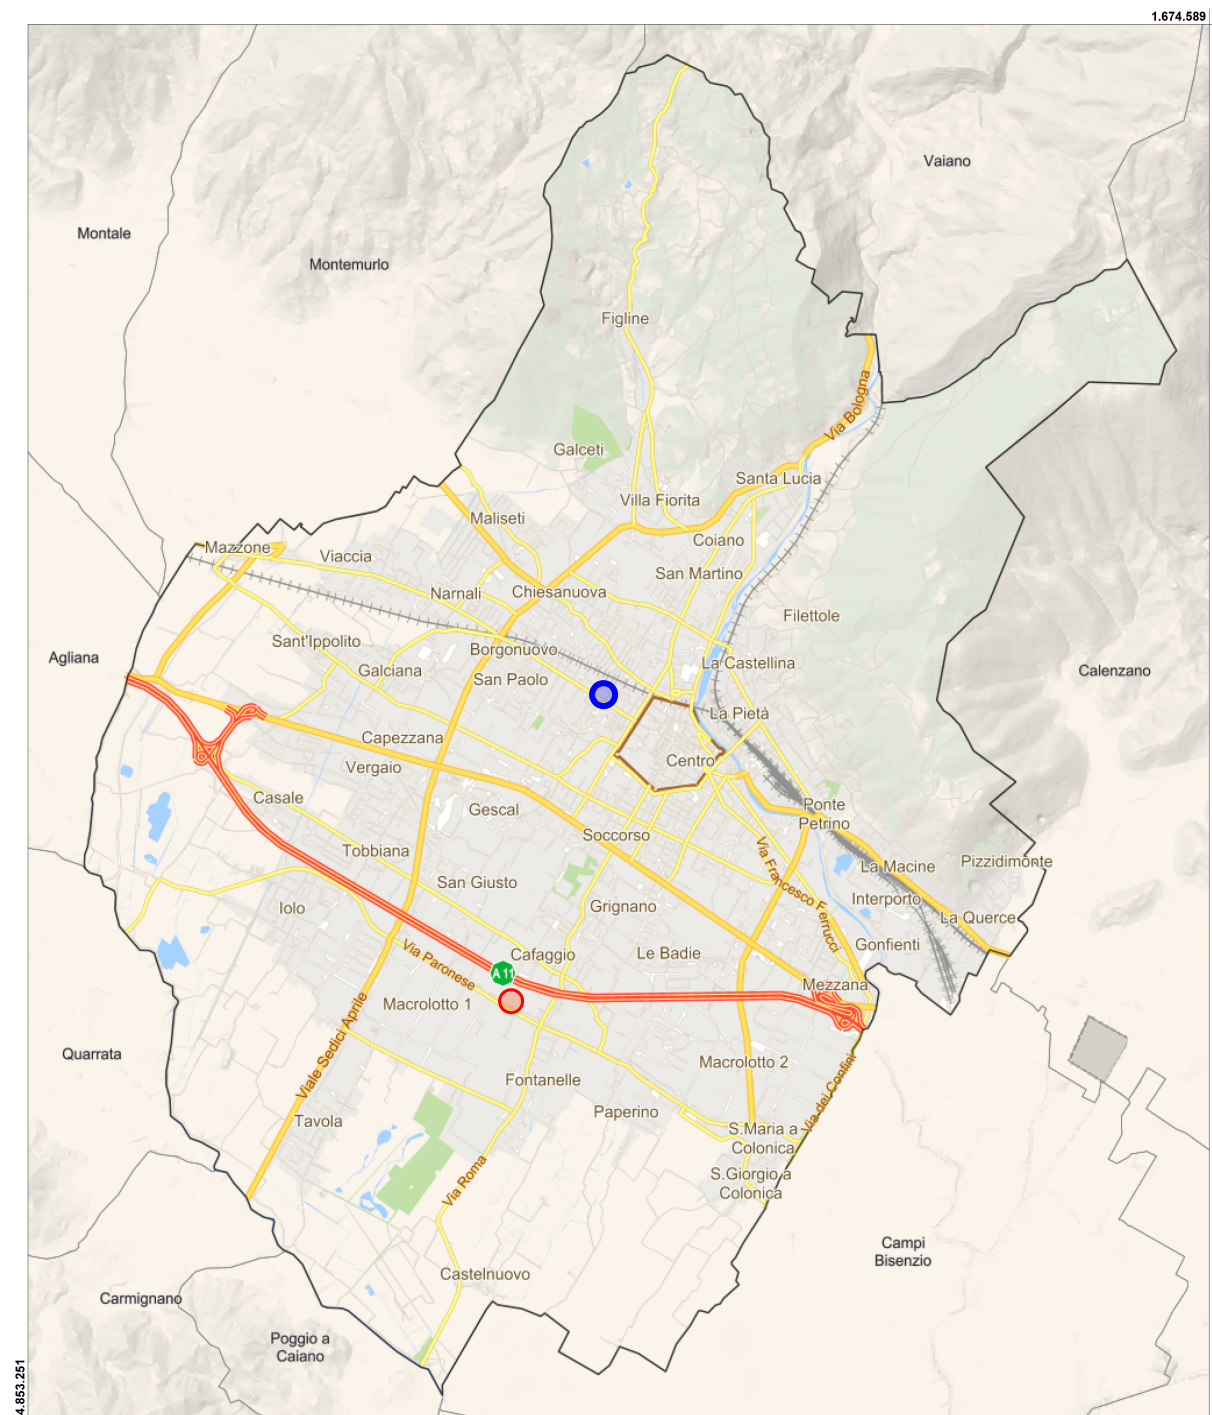 1.674.589
Vaiano
Montale
Montemurlo
Figline
Via Bologna
Galceti
Santa Lucia
Villa Fiorita
Maliseti
Coiano
Mazzone
Viaccia
San Martino
Narnali
Chiesanuova
Filettole
Sant'Ippolito
Borgonuovo
Agliana
La Castellina
Galciana
Calenzano
San Paolo
La Pietà
Capezzana
Centro
Vergaio
Casale
Gescal
Ponte
Petrino
Soccorso
Tobbiana
Via Francesco Ferrucci
La Macine
Pizzidimonte
San Giusto
Interporto
Iolo
Grignano
La Querce
Gonfienti
Via Paronese
Cafaggio
Le Badie
A 11
Mezzana
Macrolotto 1
Viale Sedici Aprile
Quarrata
Macrolotto 2
Via dei Confini
Fontanelle
Paperino
Tavola
S.Maria a
Colonica
Via Roma
S.Giorgio a
Colonica
Campi
Bisenzio
Castelnuovo
Carmignano
Poggio a
Caiano
4.853.251